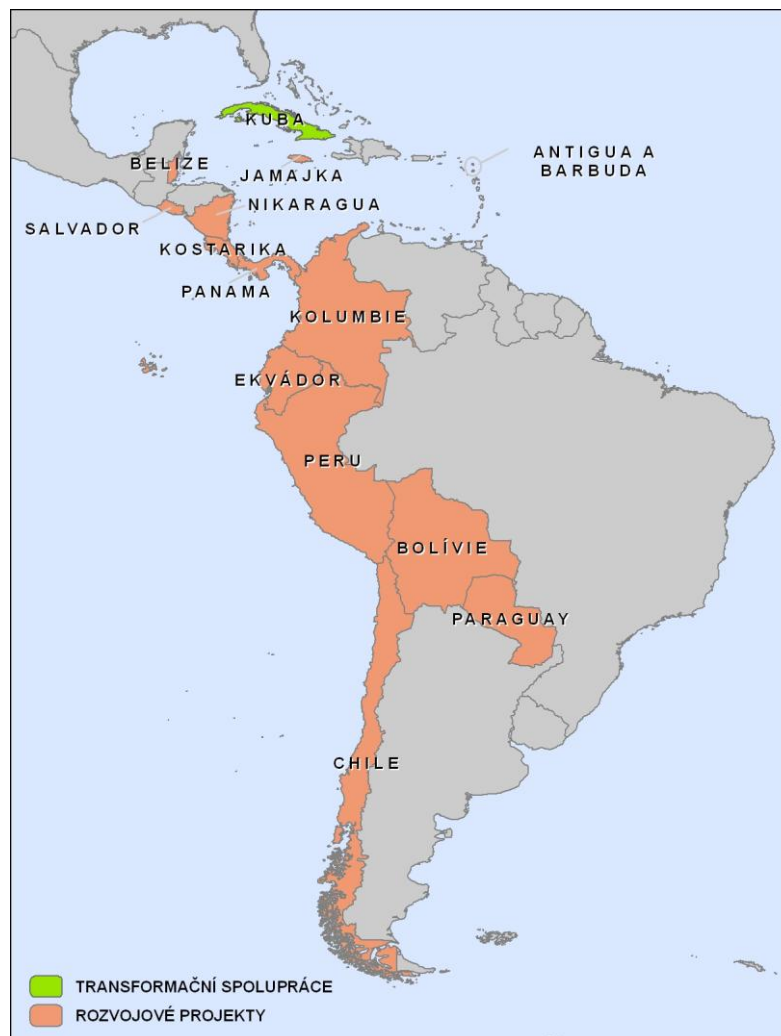 KUBA
ANTIGUA A
BARBUDA
BELIZE
JAMAJKA
NIKARAGUA
SALVADOR
KOSTARIKA
PANAMA
KOLUMBIE
EKVÁDOR
PERU
BOLÍVIE
PARAGUAY
CHILE
TRANSFORMAČNÍ SPOLUPRÁCE
ROZVOJOVÉ PROJEKTY